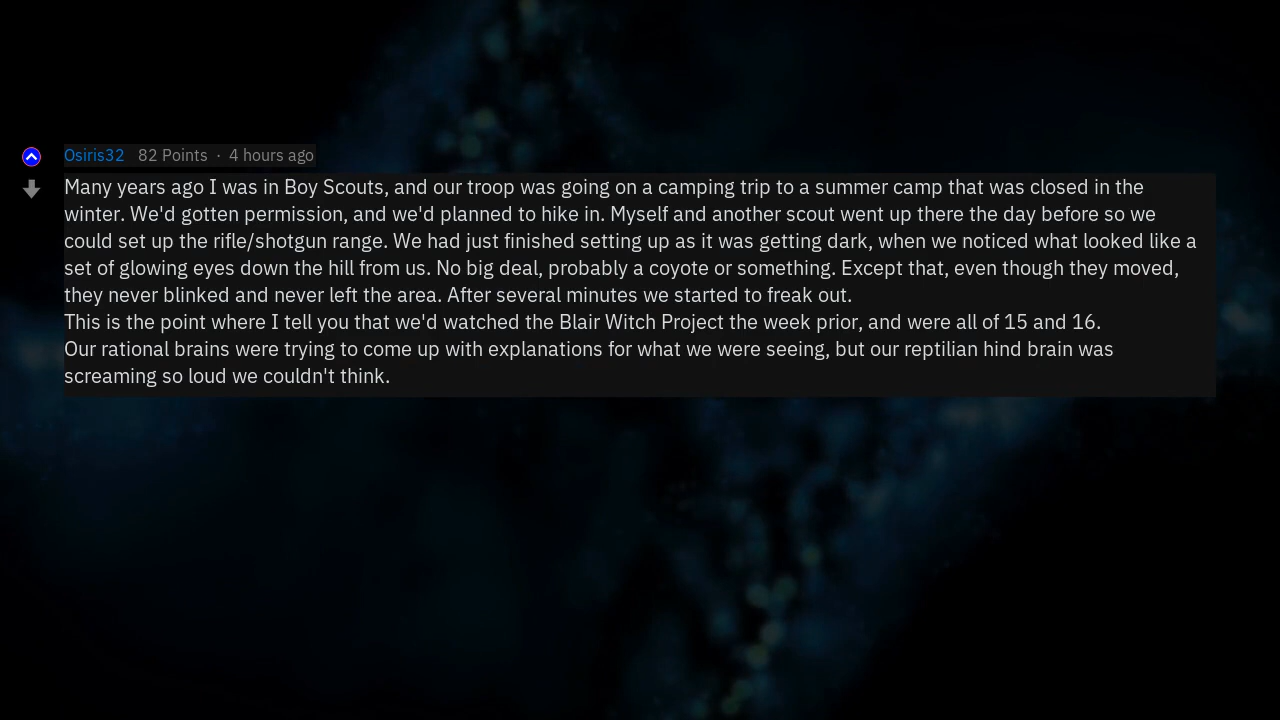 Osiris32 82 Points · 4 hours ago
Many years ago I was in Boy Scouts, and our troop was going on a camping trip to a summer camp that was closed in the
winter. We'd gotten permission, and we'd planned to hike in. Myself and another scout went up there the day before so we
could set up the rifle/shotgun range. We had just finished setting up as it was getting dark, when we noticed what looked like a
set of glowing eyes down the hill from us. No big deal, probably a coyote or something. Except that, even though they moved,
they never blinked and never left the area. After several minutes we started to freak out.
This is the point where I tell you that we'd watched the Blair Witch Project the week prior, and were all of 15 and 16.
Our rational brains were trying to come up with explanations for what we were seeing, but our reptilian hind brain was
screaming so loud we couldn't think.